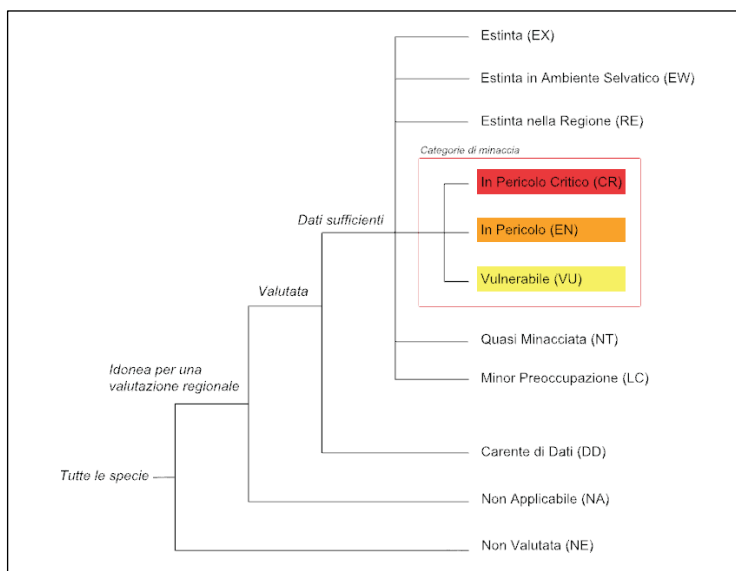 Estinta (EX)
Estinta in Ambiente Selvatico (EW)
Estinta nella Regione (RE)
Categorie di minaccia
In Pericolo Critico (CR)
Dati sufficienti
In Pericolo (EN)
Vulnerabile (VU)
Valutata
Quasi Minacciata (NT)
Idonea per una
valutazione regionale
Minor Preoccupazione (LC)
Carente di Dati (DD)
Tutte le specie
Non Applicabile (NA)
Non Valutata (NE)